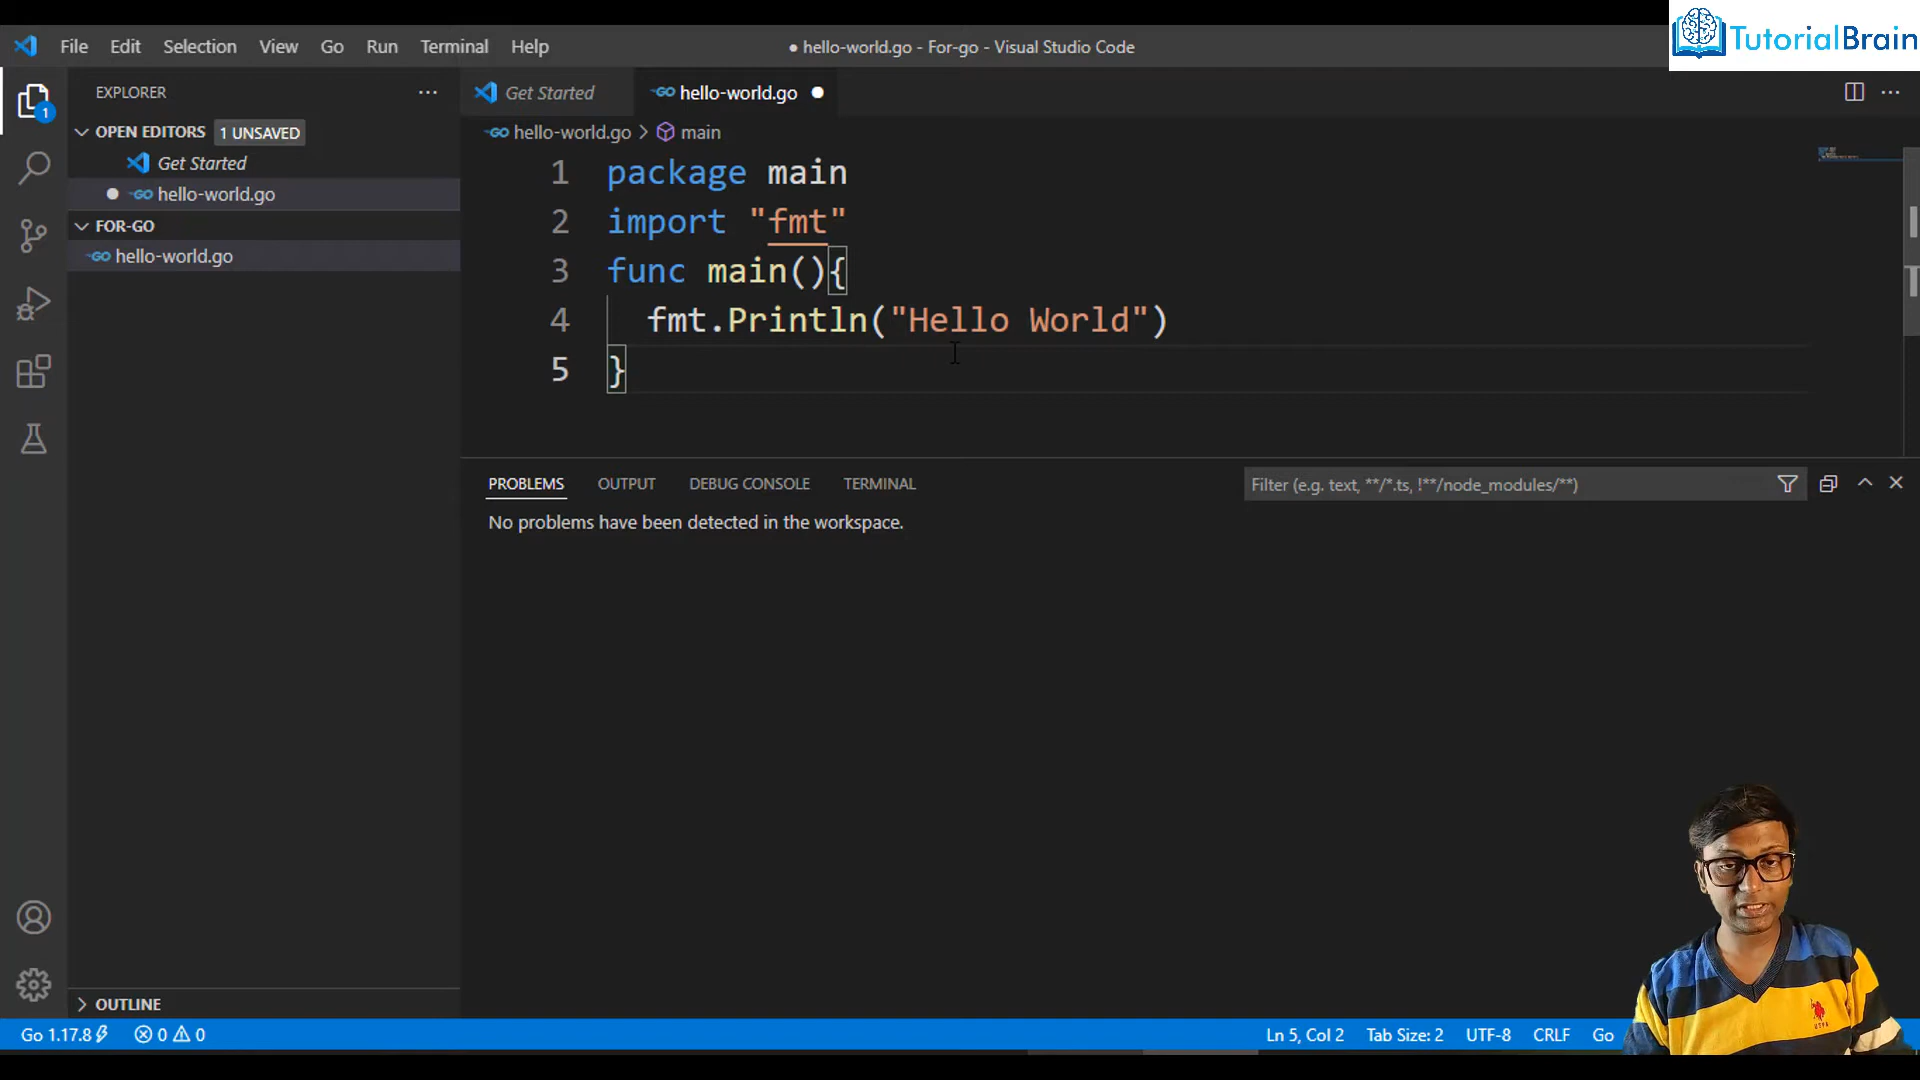 TutorialBrain
File Edit Selection View Go Run Terminal Help
● hello-world.go - For-go - Visual Studio Code
EXPLORER
OPEN EDITORS 1 UNSAVED
Get Started
hello-world.go
FOR-GO
hello-world.go
OUTLINE
1
Get Started
hello-world.go
hello-world.go > main
1 package main
2 import "fmt"
3 func main(){
4 fmt.Println("Hello World")
5 }
PROBLEMS OUTPUT DEBUG CONSOLE TERMINAL
Filter (e.g. text, **/*.ts, !**/node_modules/**)
No problems have been detected in the workspace.
Go 1.17.8 0 0
Ln 5, Col 2 Tab Size: 2 UTF-8 CRLF Go